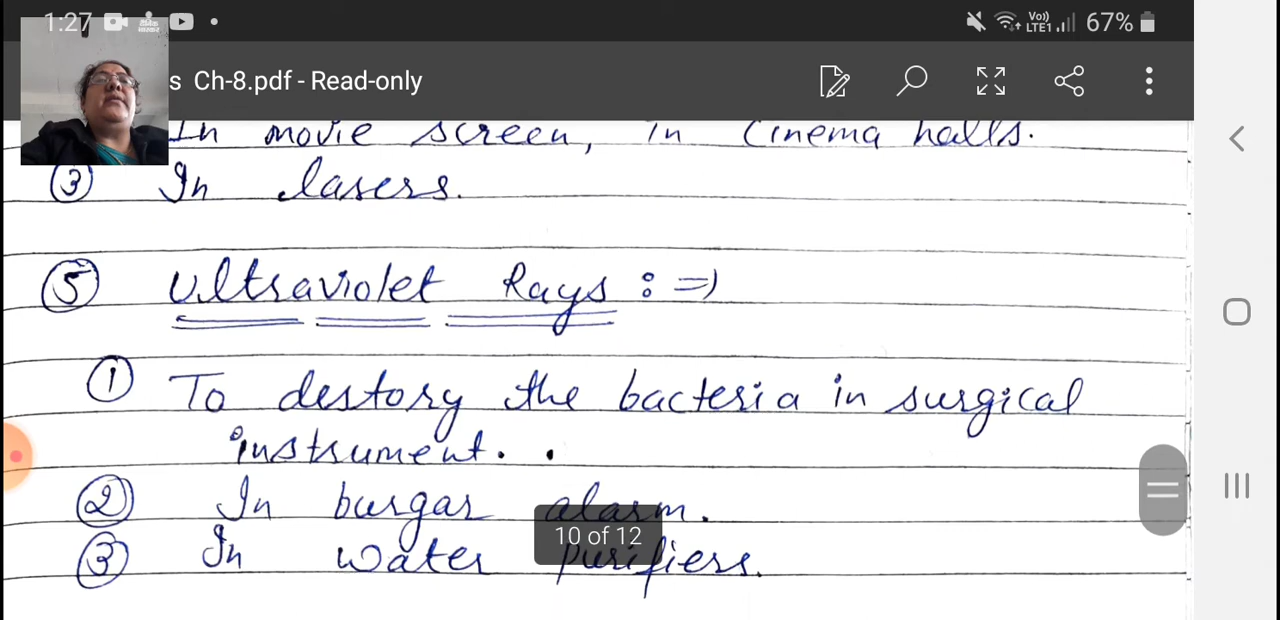 1:27
Vo))
LTE1
67%
s Ch-8.pdf - Read-only
In movie screen, in Cinema halls.
③ In lasers.
⑤ Ultraviolet Rays : ⇒
① To destory the bacteria in surgical
instrument. .
② In burgar alarm.
10 of 12
③ In water purifiers.